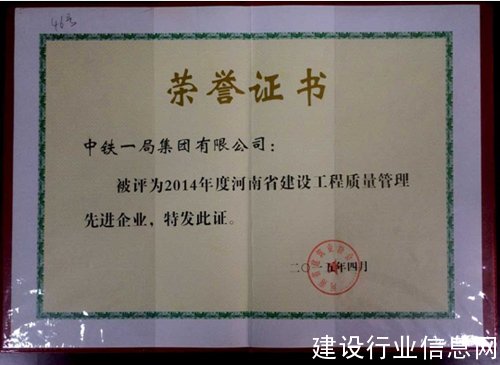 荣誉证书
中铁一局集团有限公司：
被评为2014年度河南省建设工程质量管理
先进企业，特发此证。
二〇一五年四月
建设行业信息网